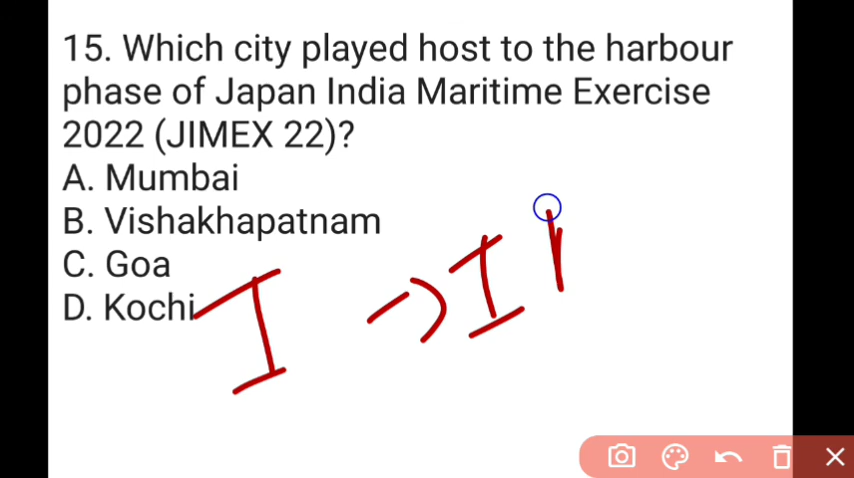 15. Which city played host to the harbour
phase of Japan India Maritime Exercise
2022 (JIMEX 22)?
A. Mumbai
B. Vishakhapatnam
C. Goa
D. Kochi
I → I